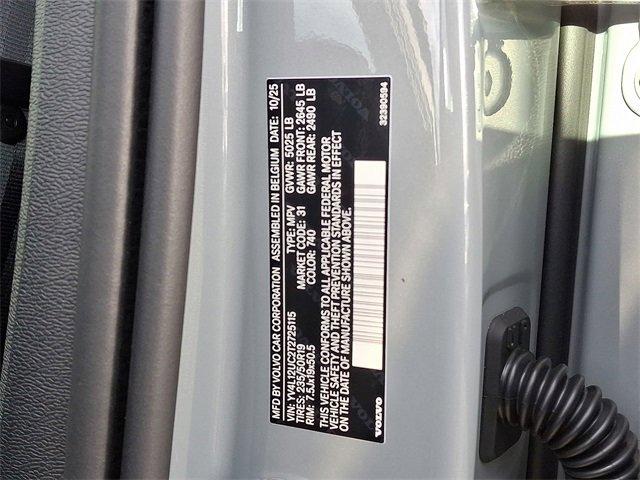 MFD BY VOLVO CAR CORPORATION ASSEMBLED IN BELGIUM DATE: 10/25
VIN: YV4L12UC2T2725115 TYPE: MPV GVWR: 5025 LB
TIRES: 235/50R19 MARKET CODE: 31 GAWR FRONT: 2645 LB
RIM: 7.5Jx19x50.5 COLOR: 740 GAWR REAR: 2490 LB
THIS VEHICLE CONFORMS TO ALL APPLICABLE FEDERAL MOTOR
VEHICLE SAFETY AND THEFT PREVENTION STANDARDS IN EFFECT
ON THE DATE OF MANUFACTURE SHOWN ABOVE.
VOLVO 32390594